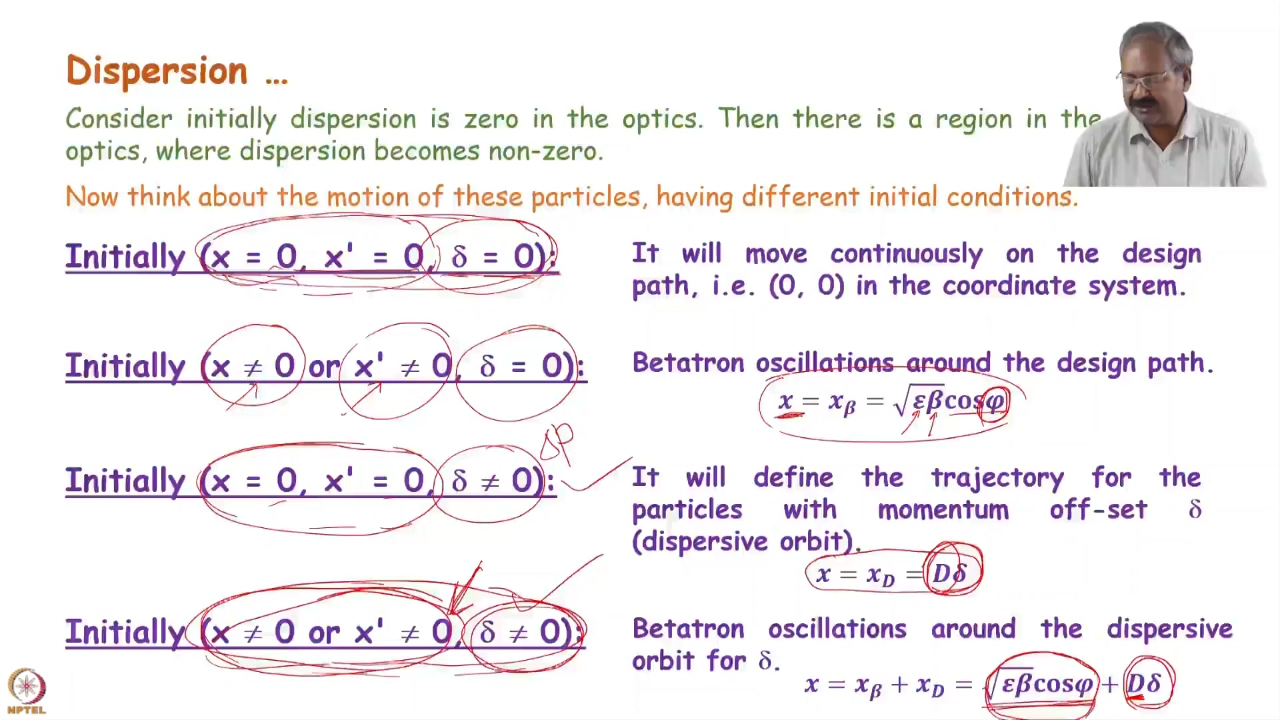 Dispersion …
Consider initially dispersion is zero in the optics. Then there is a region in the
optics, where dispersion becomes non-zero.
Now think about the motion of these particles, having different initial conditions.
Initially (x = 0, x' = 0, δ = 0):
It will move continuously on the design
path, i.e. (0, 0) in the coordinate system.
Initially (x ≠ 0 or x' ≠ 0, δ = 0):
Betatron oscillations around the design path.
x = x_β = √εβcosφ
Δp
Initially (x = 0, x' = 0, δ ≠ 0):
It will define the trajectory for the
particles with momentum off-set δ
(dispersive orbit).
x = x_D = Dδ
Initially (x ≠ 0 or x' ≠ 0, δ ≠ 0):
Betatron oscillations around the dispersive
orbit for δ.
x = x_β + x_D = √εβcosφ + Dδ
NPTEL